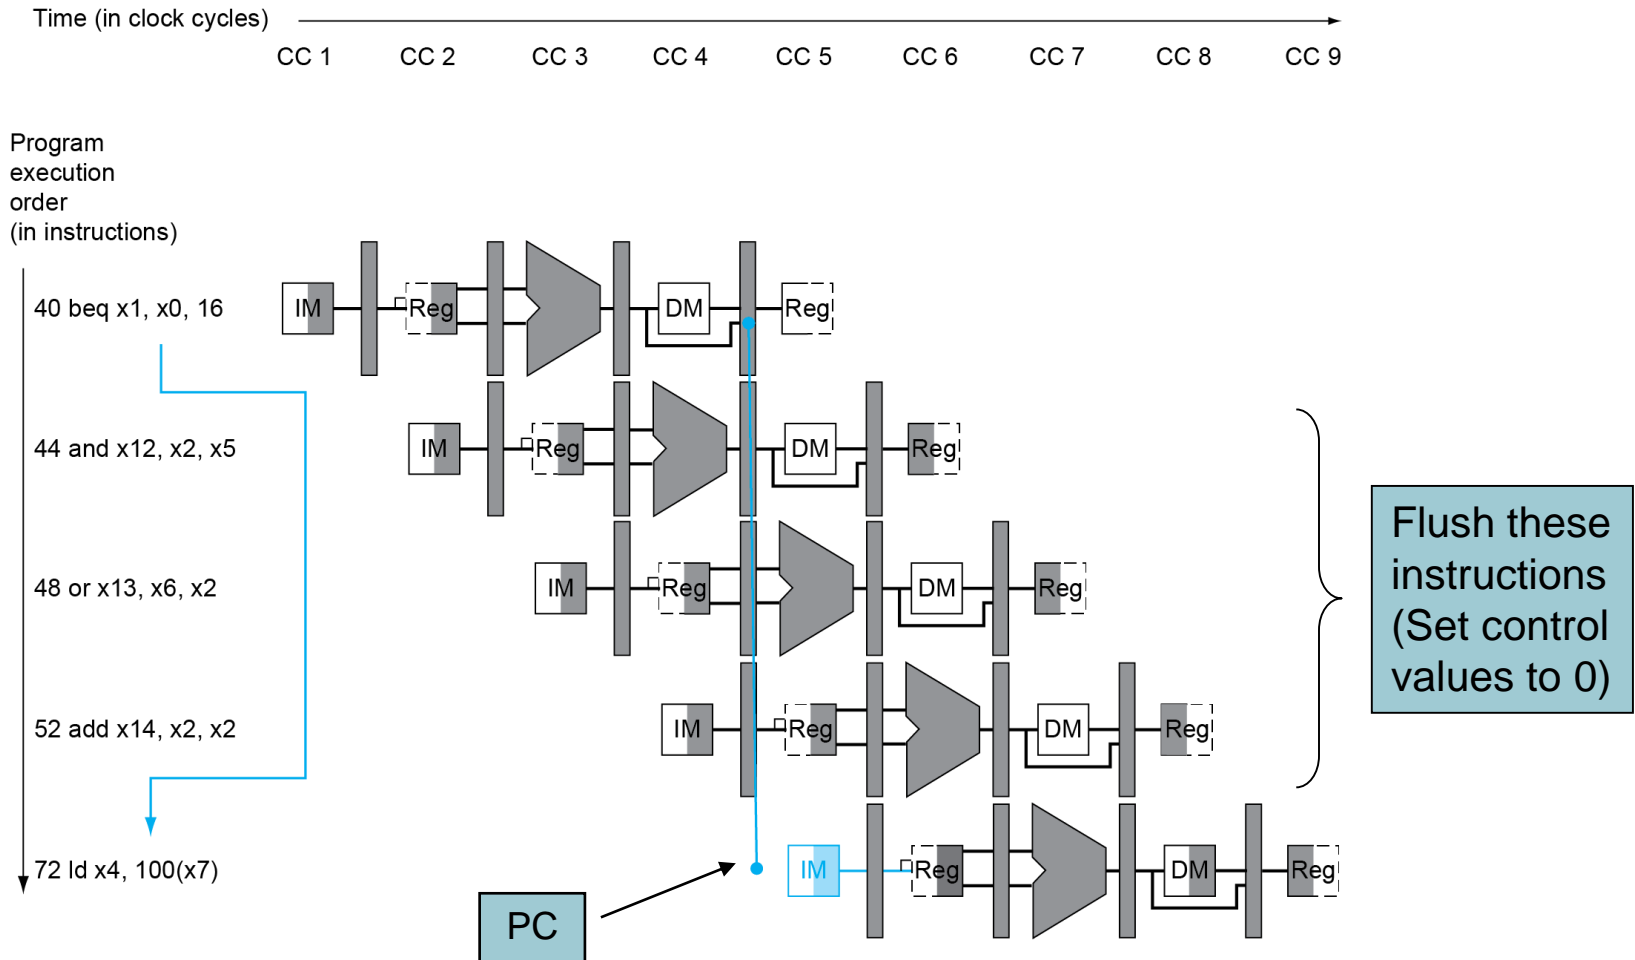 Time (in clock cycles)
CC 1 CC 2 CC 3 CC 4 CC 5 CC 6 CC 7 CC 8 CC 9
Program
execution
order
(in instructions)
40 beq x1, x0, 16
IM Reg DM Reg
44 and x12, x2, x5
IM Reg DM Reg
48 or x13, x6, x2
IM Reg DM Reg
52 add x14, x2, x2
IM Reg DM Reg
72 ld x4, 100(x7)
IM Reg DM Reg
Flush these
instructions
(Set control
values to 0)
PC